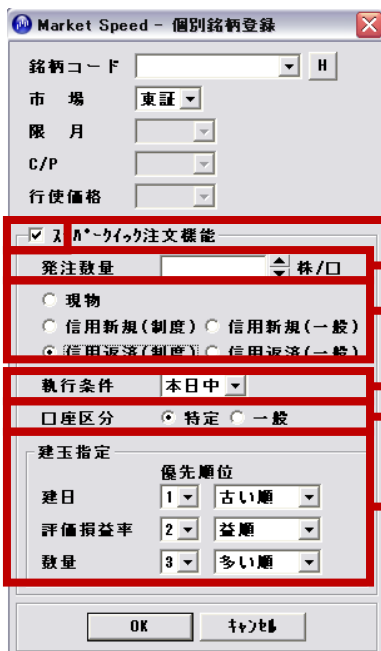 Market Speed - 個別銘柄登録
銘柄コード H
市 場 東証
限 月
C/P
行使価格
スーパークイック注文機能
発注数量 株/口
現物
信用新規(制度) 信用新規(一般)
信用返済(制度) 信用返済(一般)
執行条件 本日中
口座区分 特定 一般
建玉指定
優先順位
建日 1 古い順
評価損益率 2 益順
数量 3 多い順
OK キャンセル